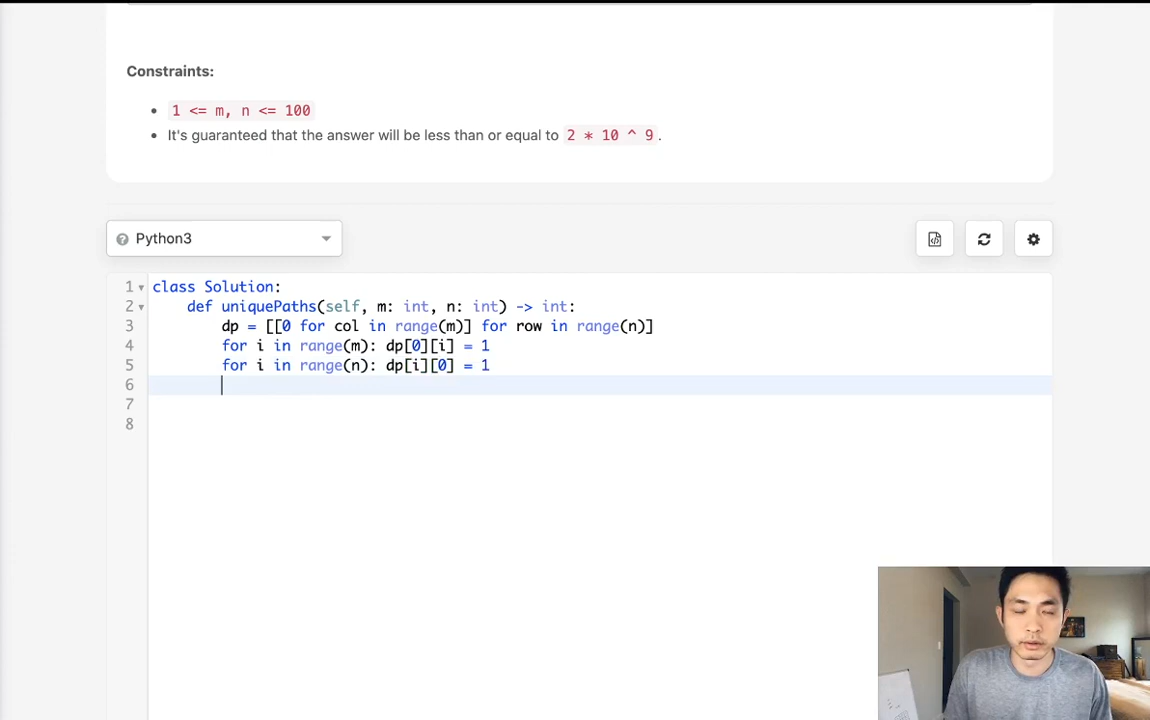 Constraints:
1 <= m, n <= 100
It's guaranteed that the answer will be less than or equal to 2 * 10 ^ 9.
Python3
1 class Solution:
2 def uniquePaths(self, m: int, n: int) -> int:
3 dp = [[0 for col in range(m)] for row in range(n)]
4 for i in range(m): dp[0][i] = 1
5 for i in range(n): dp[i][0] = 1
6
7
8